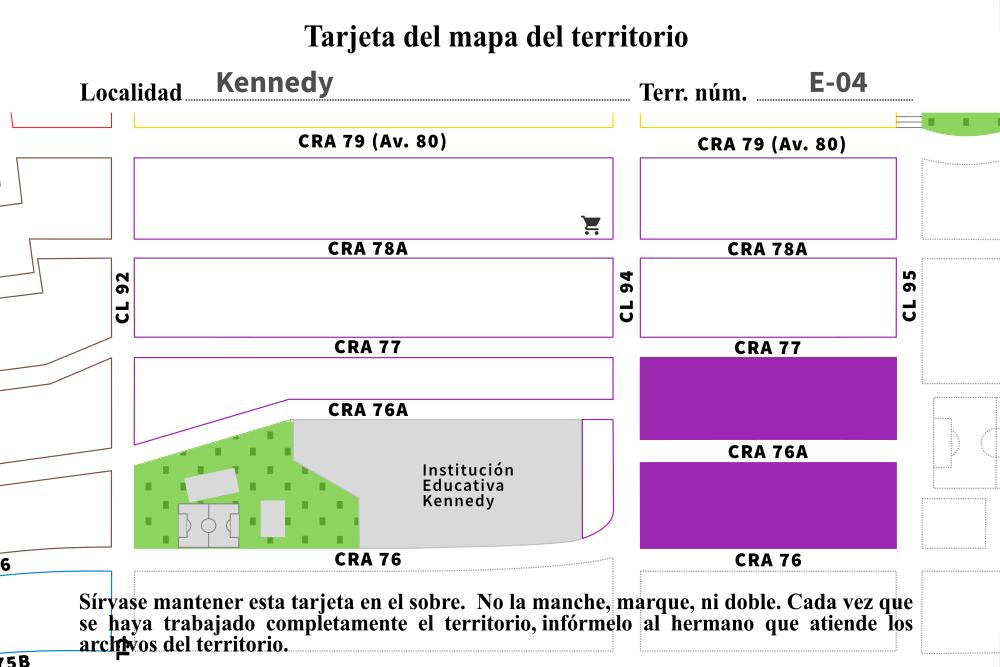 Tarjeta del mapa del territorio
Localidad Kennedy Terr. núm. E-04
CRA 79 (Av. 80) CRA 79 (Av. 80)
CRA 78A CRA 78A
CL 92 CL 94 CL 95
CRA 77 CRA 77
CRA 76A
CRA 76A
Institución
Educativa
Kennedy
CRA 76 CRA 76
6
Sírvase mantener esta tarjeta en el sobre. No la manche, marque, ni doble. Cada vez que
se haya trabajado completamente el territorio, infórmelo al hermano que atiende los
archivos del territorio.
75B